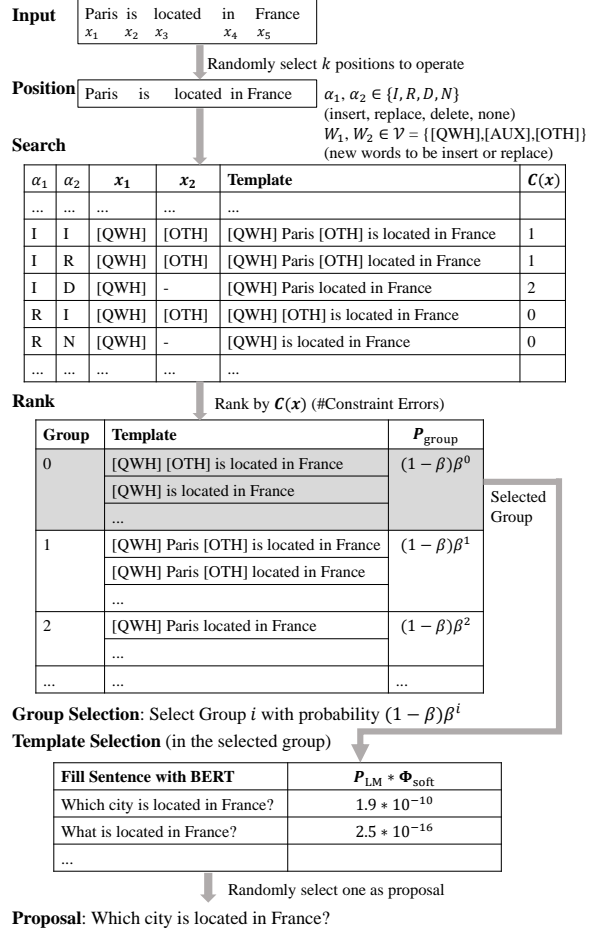 Input
Paris is located in France
x₁ x₂ x₃ x₄ x₅
Randomly select k positions to operate
Position
Paris is located in France
α₁, α₂ ∈ {I, R, D, N}
(insert, replace, delete, none)
W₁, W₂ ∈ 𝒱 = {[QWH],[AUX],[OTH]}
(new words to be insert or replace)
Search
α₁ α₂ x₁ x₂ Template C(x)
... ... ... ... ...
I I [QWH] [OTH] [QWH] Paris [OTH] is located in France 1
I R [QWH] [OTH] [QWH] Paris [OTH] located in France 1
I D [QWH] - [QWH] Paris located in France 2
R I [QWH] [OTH] [QWH] [OTH] is located in France 0
R N [QWH] - [QWH] is located in France 0
... ... ... ... ...
Rank
Rank by C(x) (#Constraint Errors)
Group Template P_group
0 [QWH] [OTH] is located in France (1 − β)β⁰
[QWH] is located in France
...
Selected
Group
1 [QWH] Paris [OTH] is located in France (1 − β)β¹
[QWH] Paris [OTH] located in France
...
2 [QWH] Paris located in France (1 − β)β²
...
... ... ...
Group Selection: Select Group i with probability (1 − β)βⁱ
Template Selection (in the selected group)
Fill Sentence with BERT P_LM * Φ_soft
Which city is located in France? 1.9 * 10⁻¹⁰
What is located in France? 2.5 * 10⁻¹⁶
...
Randomly select one as proposal
Proposal: Which city is located in France?